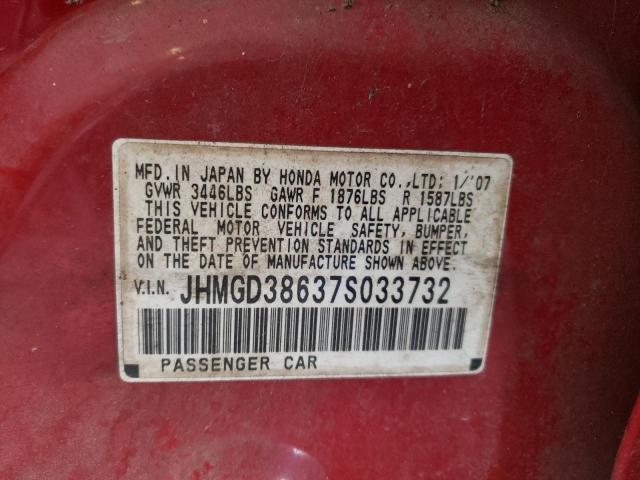 MFD. IN JAPAN BY HONDA MOTOR CO.,LTD: 1/'07
GVWR 3446LBS GAWR F 1876LBS R 1587LBS
THIS VEHICLE CONFORMS TO ALL APPLICABLE
FEDERAL MOTOR VEHICLE SAFETY, BUMPER,
AND THEFT PREVENTION STANDARDS IN EFFECT
ON THE DATE OF MANUFACTURE SHOWN ABOVE.
V.I.N. JHMGD38637S033732
PASSENGER CAR